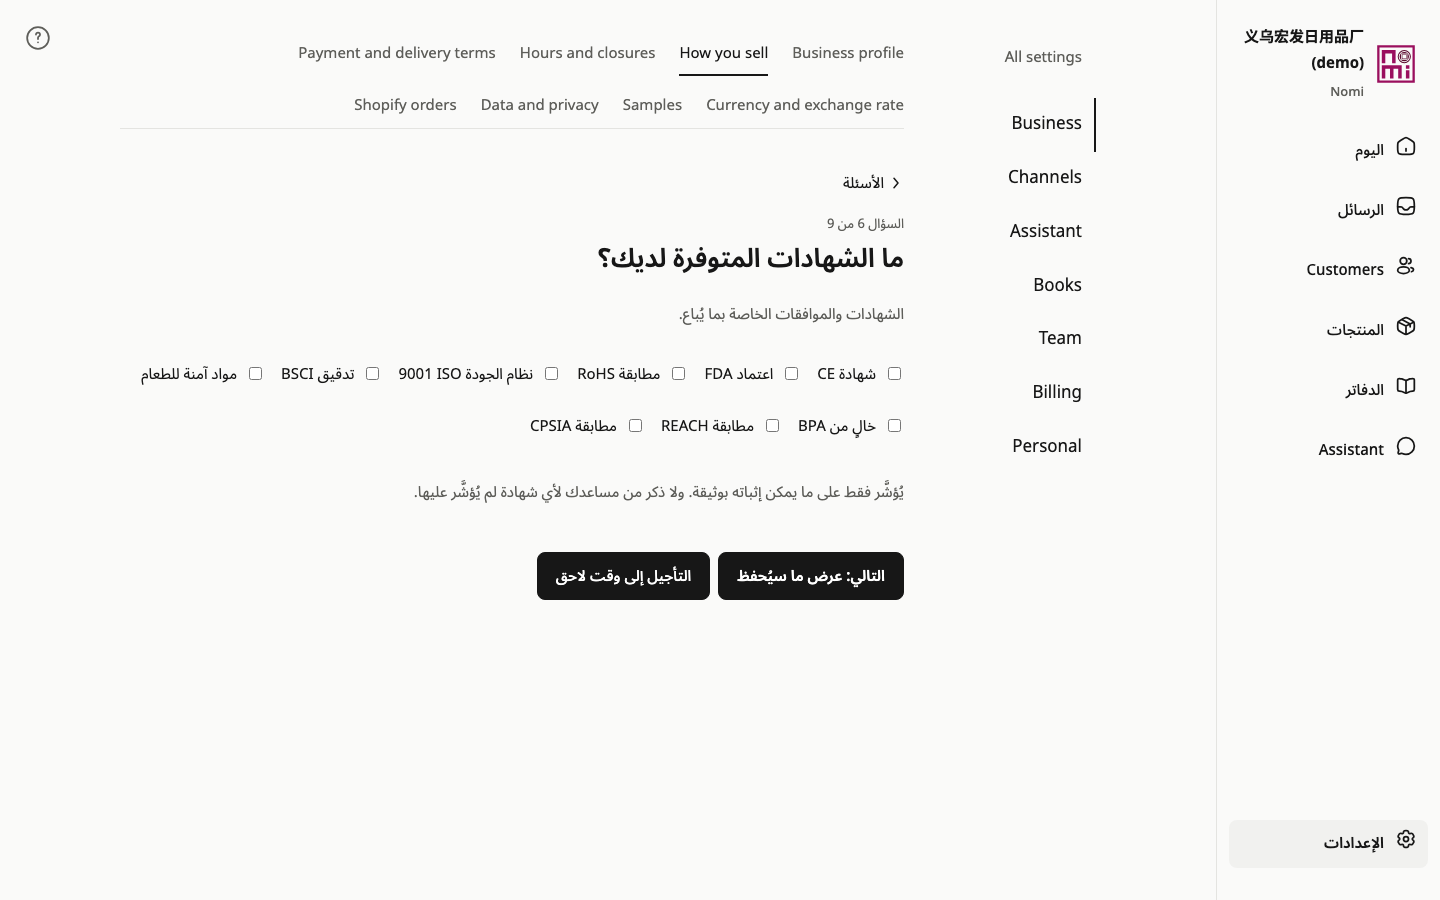 义乌宏发日用品厂
(demo)
Nomi
اليوم
الرسائل
Customers
المنتجات
الدفاتر
Assistant
الإعدادات
All settings
Business
Channels
Assistant
Books
Team
Billing
Personal
Business profile
How you sell
Hours and closures
Payment and delivery terms
Currency and exchange rate
Samples
Data and privacy
Shopify orders
الأسئلة
السؤال 6 من 9
ما الشهادات المتوفرة لديك؟
الشهادات والموافقات الخاصة بما يُباع.
شهادة CE
اعتماد FDA
مطابقة RoHS
نظام الجودة ISO 9001
تدقيق BSCI
مواد آمنة للطعام
خالٍ من BPA
مطابقة REACH
مطابقة CPSIA
يُؤشَّر فقط على ما يمكن إثباته بوثيقة. ولا ذكر من مساعدك لأي شهادة لم يُؤشَّر عليها.
التالي: عرض ما سيُحفظ
التأجيل إلى وقت لاحق